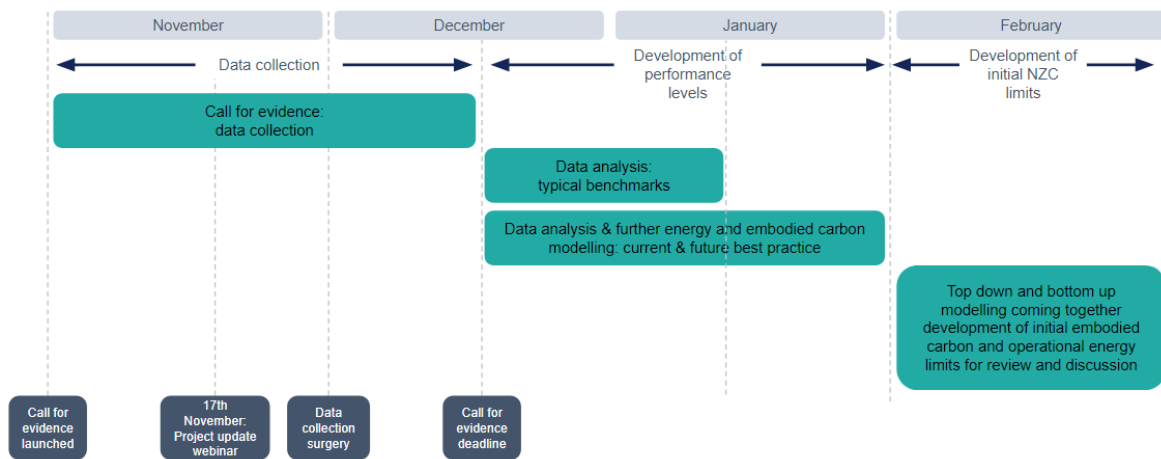 November
December
January
February
Data collection
Development of
performance
levels
Development of
initial NZC
limits
Call for evidence:
data collection
Data analysis:
typical benchmarks
Data analysis & further energy and embodied carbon
modelling: current & future best practice
Top down and bottom up
modelling coming together
development of initial embodied
carbon and operational energy
limits for review and discussion
Call for
evidence
launched
17th
November:
Project update
webinar
Data
collection
surgery
Call for
evidence
deadline